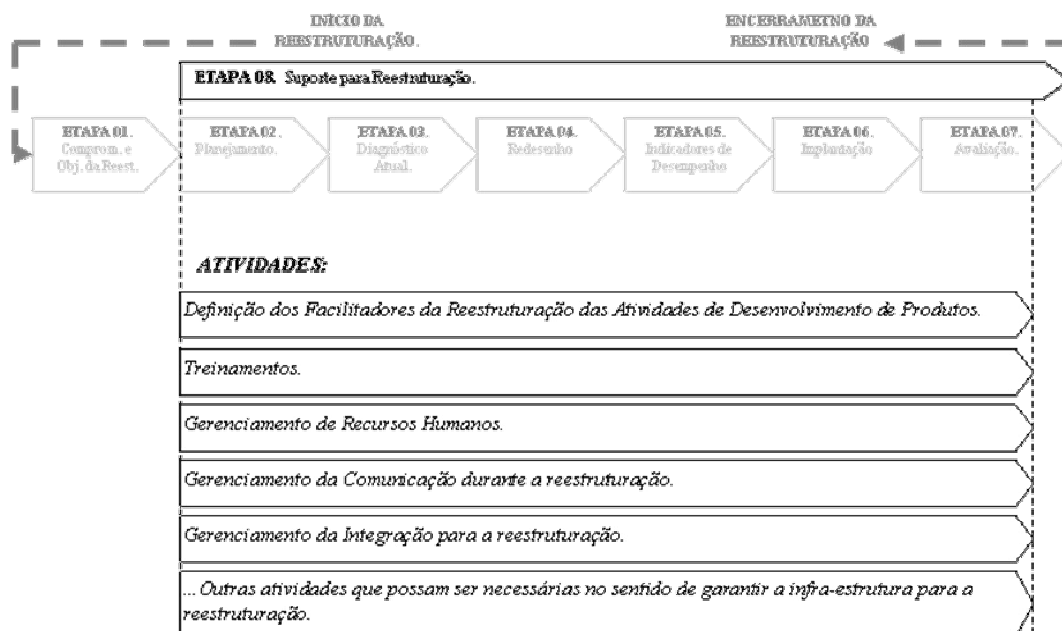 INÍCIO DA
REESTRUTURAÇÃO.
ENCERRAMETNO DA
REESTRUTURAÇÃO
ETAPA 08. Suporte para Reestruturação.
ETAPA 01.
Comprom. e
Obj. da Reest.
ETAPA 02.
Planejamento.
ETAPA 03.
Diagnóstico
Atual.
ETAPA 04.
Redesenho
ETAPA 05.
Indicadores de
Desempenho
ETAPA 06.
Implantação
ETAPA 07.
Avaliação.
ATIVIDADES:
Definição dos Facilitadores da Reestruturação das Atividades de Desenvolvimento de Produtos.
Treinamentos.
Gerenciamento de Recursos Humanos.
Gerenciamento da Comunicação durante a reestruturação.
Gerenciamento da Integração para a reestruturação.
... Outras atividades que possam ser necessárias no sentido de garantir a infra-estrutura para a
reestruturação.